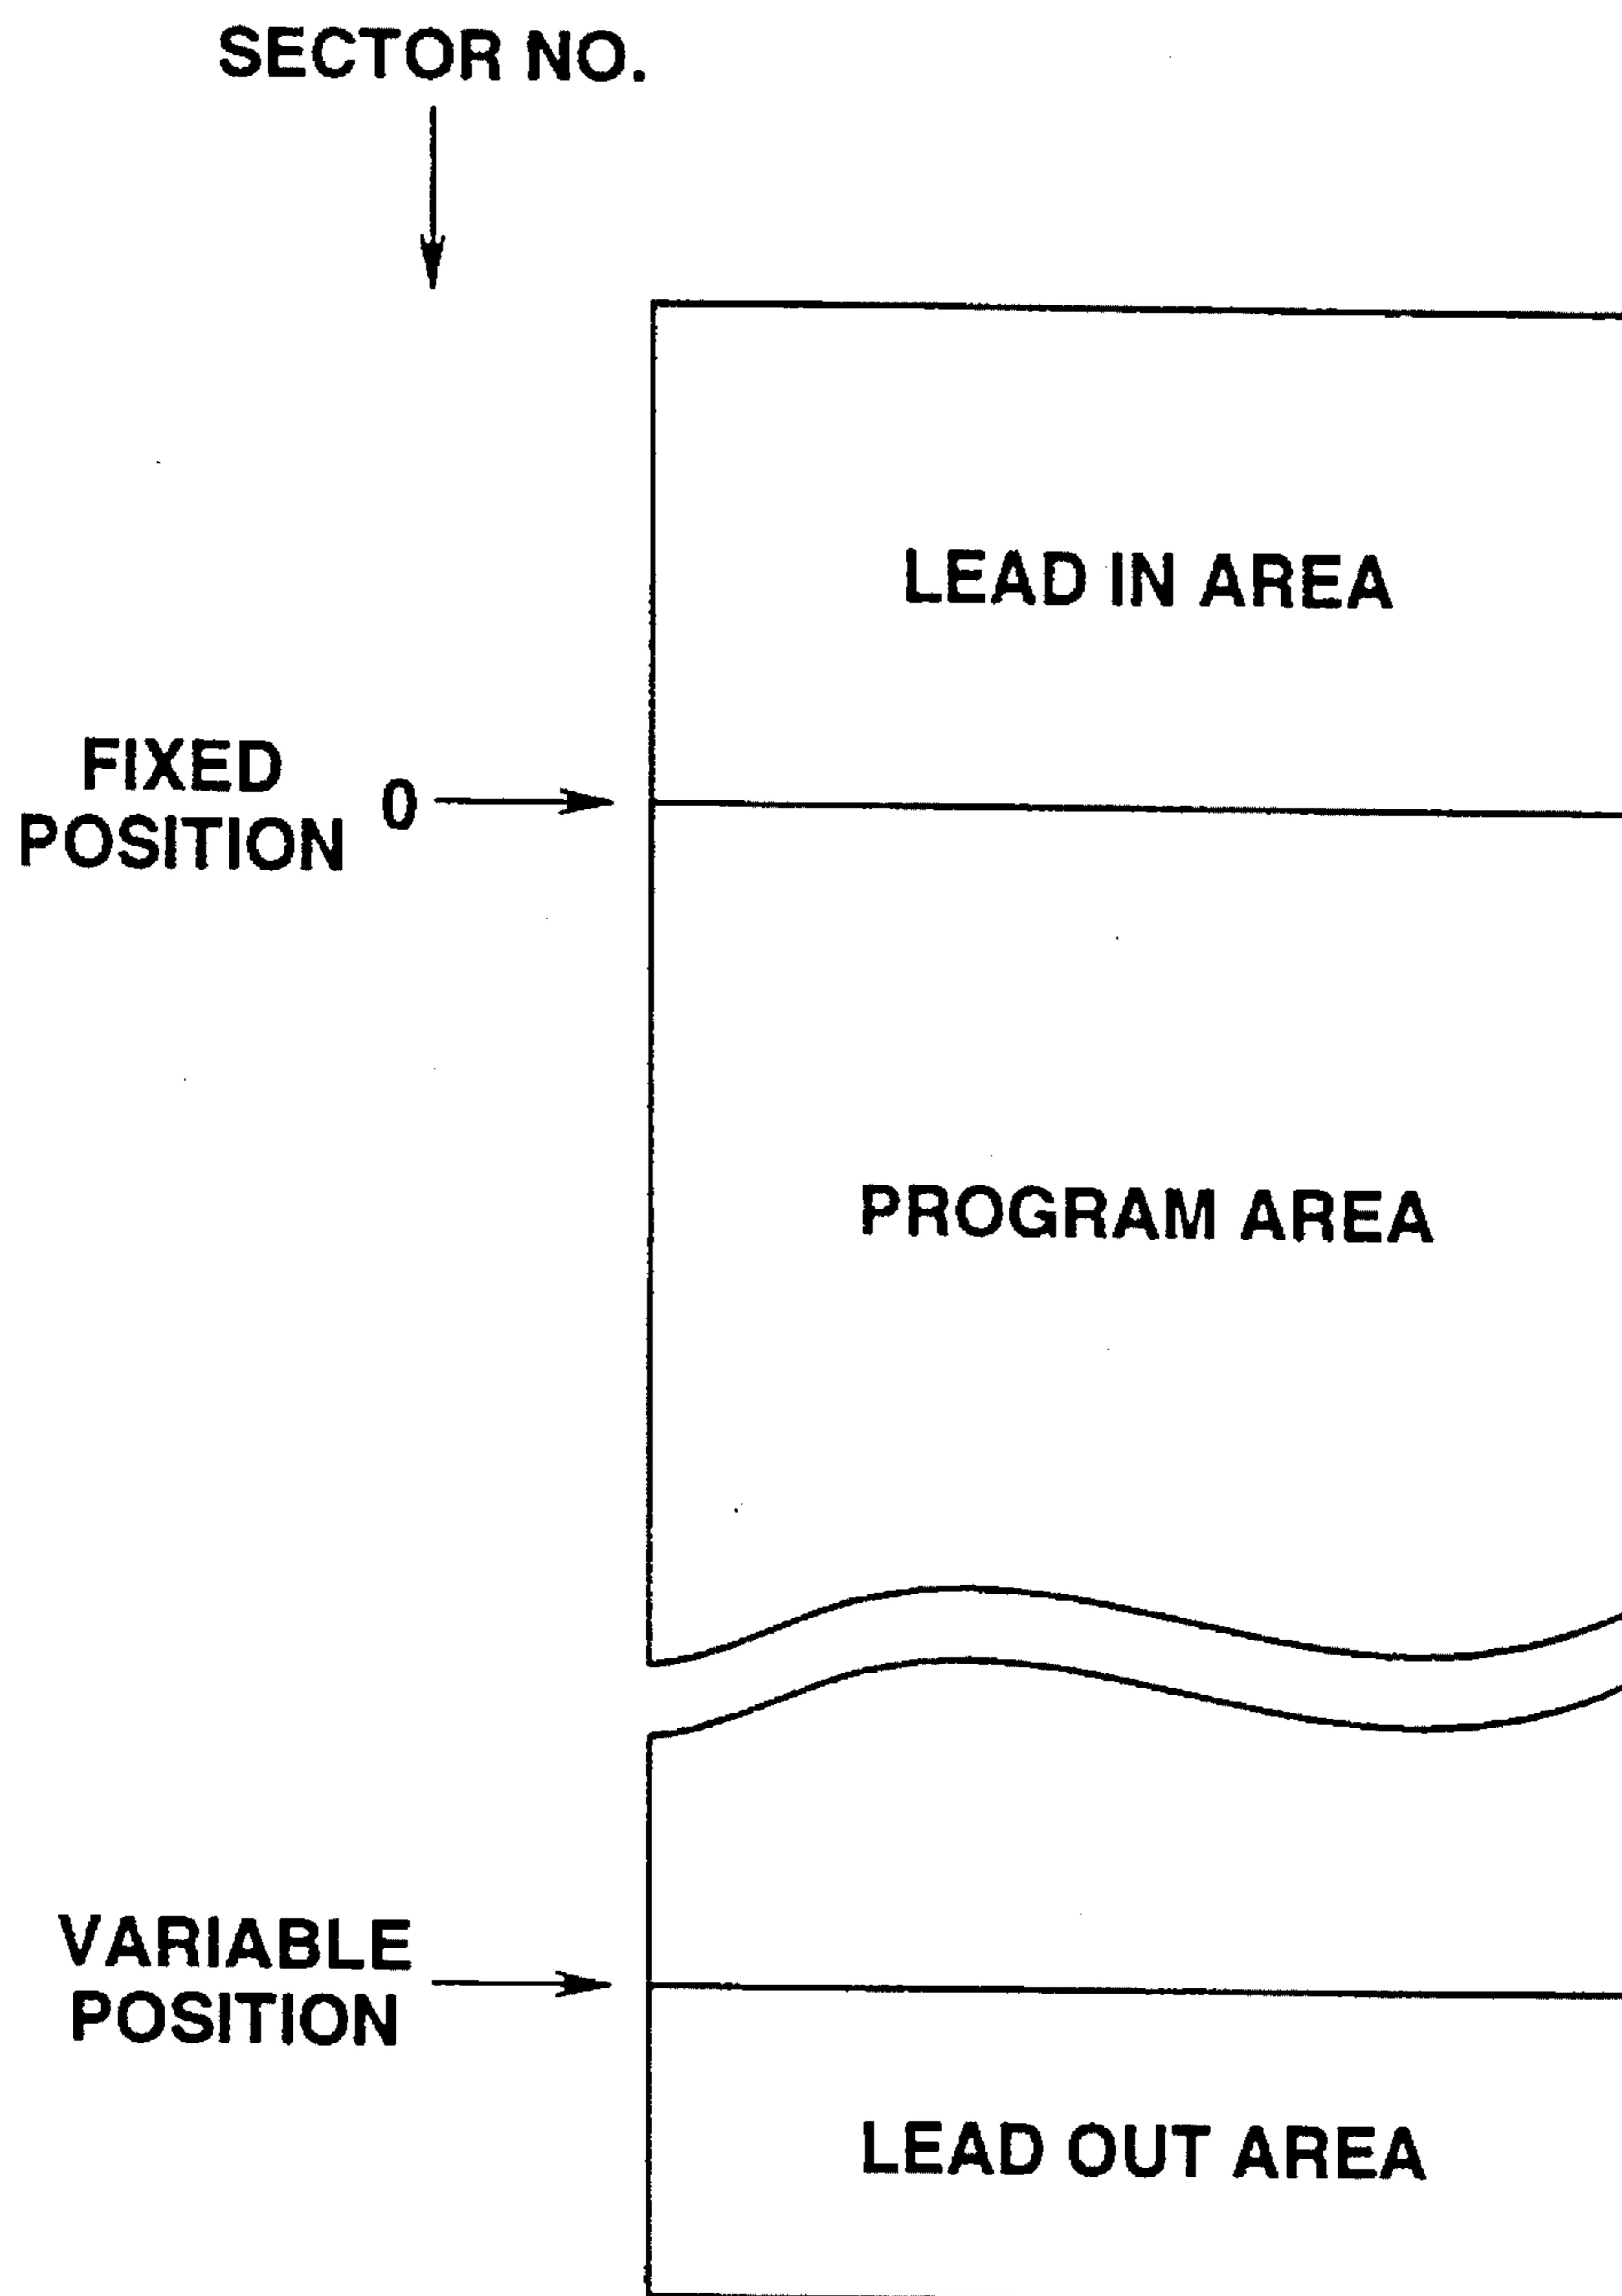 SECTOR NO.
LEAD IN AREA
FIXED
POSITION
0
PROGRAM AREA
VARIABLE
POSITION
LEAD OUT AREA